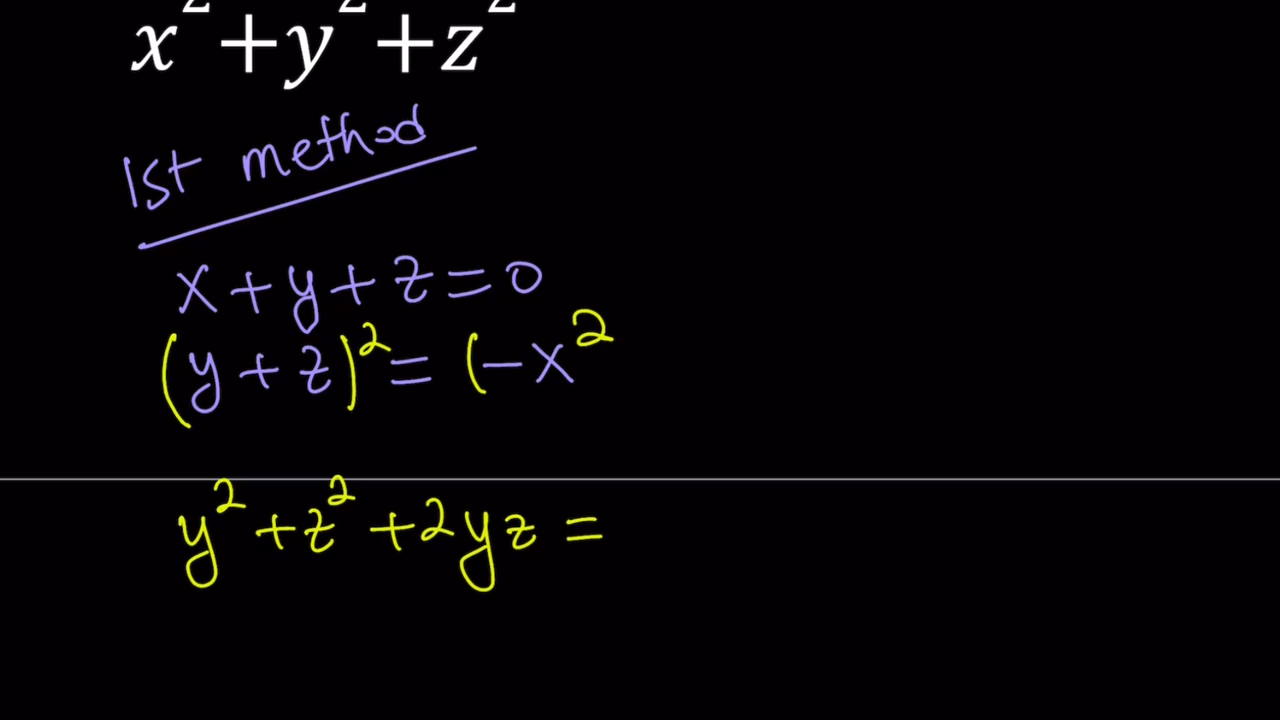 x²+y²+z²
1st method
x+y+z=0
(y+z)²=(-x²
y²+z²+2yz=